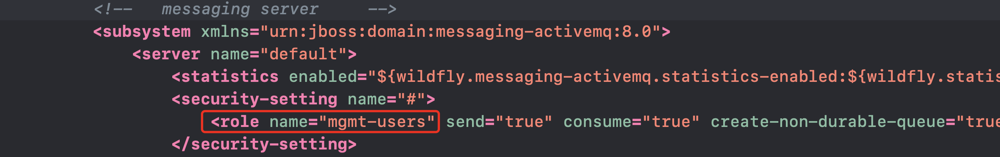 <!--   messaging server     -->
<subsystem xmlns="urn:jboss:domain:messaging-activemq:8.0">
<server name="default">
<statistics enabled="${wildfly.messaging-activemq.statistics-enabled:${wildfly.statis
<security-setting name="#">
<role name="mgmt-users" send="true" consume="true" create-non-durable-queue="true
</security-setting>